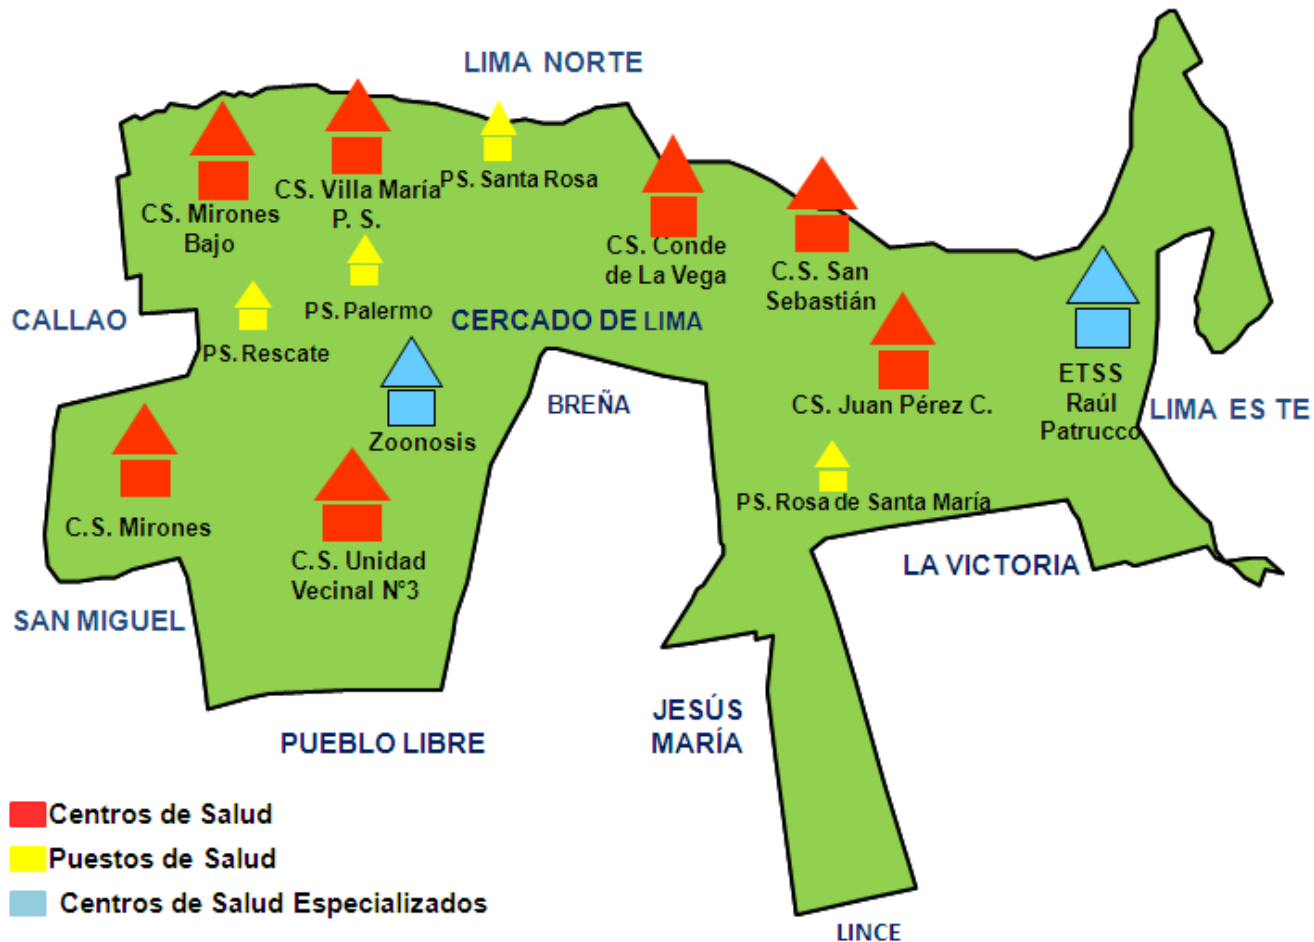 LIMA NORTE
CS. Villa María
P. S.
PS. Santa Rosa
CS. Mirones
Bajo
CS. Conde
de La Vega
C.S. San
Sebastián
CALLAO
PS. Palermo
CERCADO DE LIMA
PS. Rescate
ETSS
Raúl
Patrucco
BREÑA
CS. Juan Pérez C.
LIMA ES TE
Zoonosis
C.S. Mirones
PS. Rosa de Santa María
C.S. Unidad
Vecinal N°3
LA VICTORIA
SAN MIGUEL
JESÚS
MARÍA
PUEBLO LIBRE
Centros de Salud
Puestos de Salud
Centros de Salud Especializados
LINCE